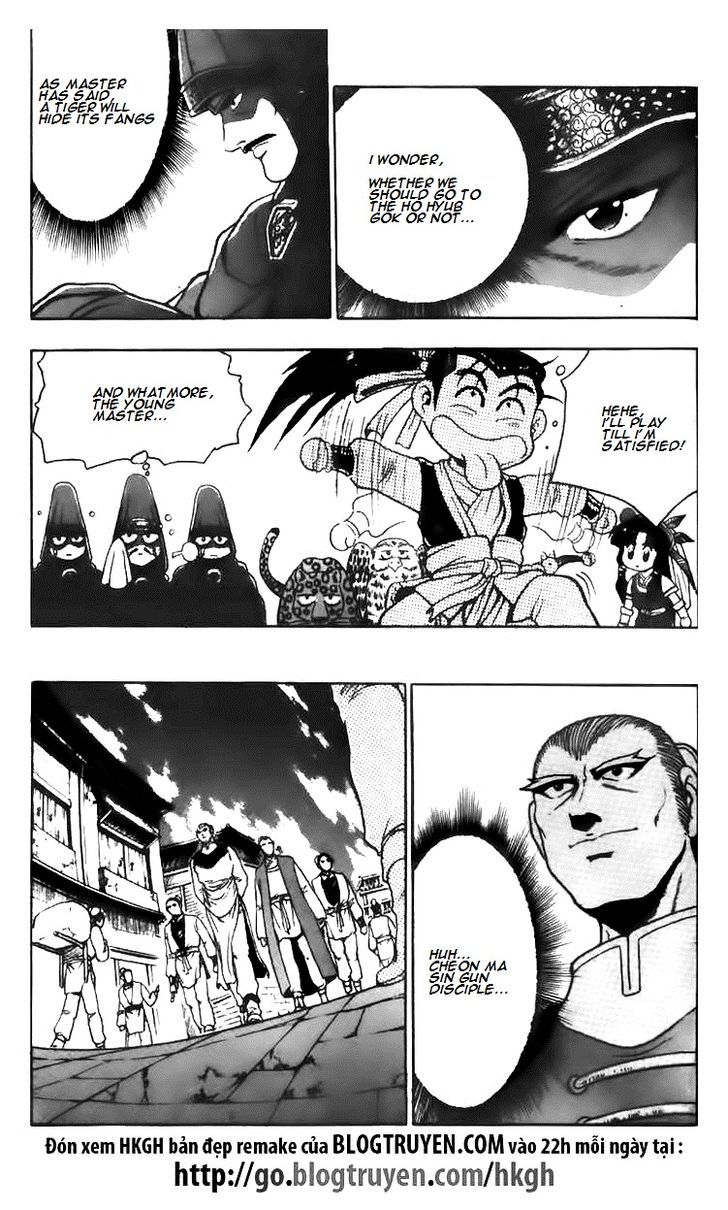 AS MASTER
HAS SAID
A TIGER WILL
HIDE ITS FANGS
I WONDER,
WHETHER WE
SHOULD GO TO
THE HO HYUB
GOK OR NOT...
AND WHAT MORE,
THE YOUNG
MASTER...
HEHE,
I'LL PLAY
TILL I'M
SATISFIED!
HUH...
CHEON MA
SIN GUN
DISCIPLE...
Đón xem HKGH bản đẹp remake của BLOGTRUYEN.COM vào 22h mỗi ngày tại :
http://go.blogtruyen.com/hkgh